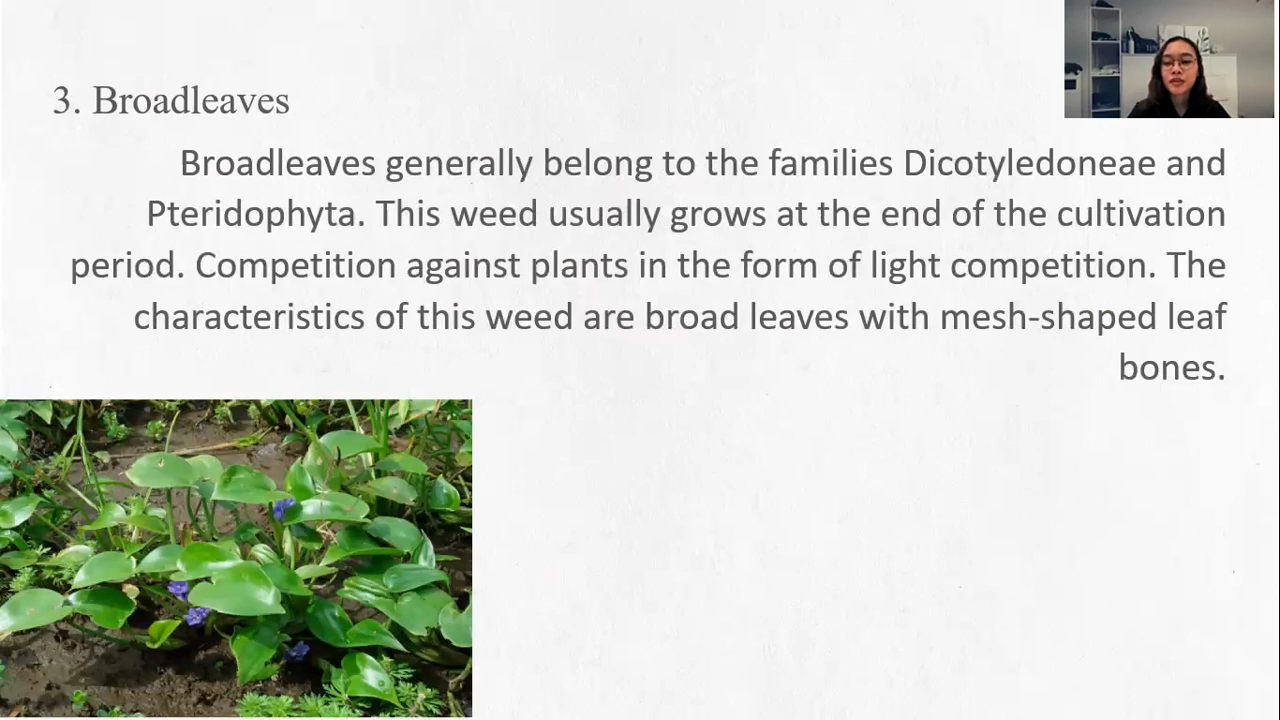 3. Broadleaves
Broadleaves generally belong to the families Dicotyledoneae and
Pteridophyta. This weed usually grows at the end of the cultivation
period. Competition against plants in the form of light competition. The
characteristics of this weed are broad leaves with mesh-shaped leaf
bones.